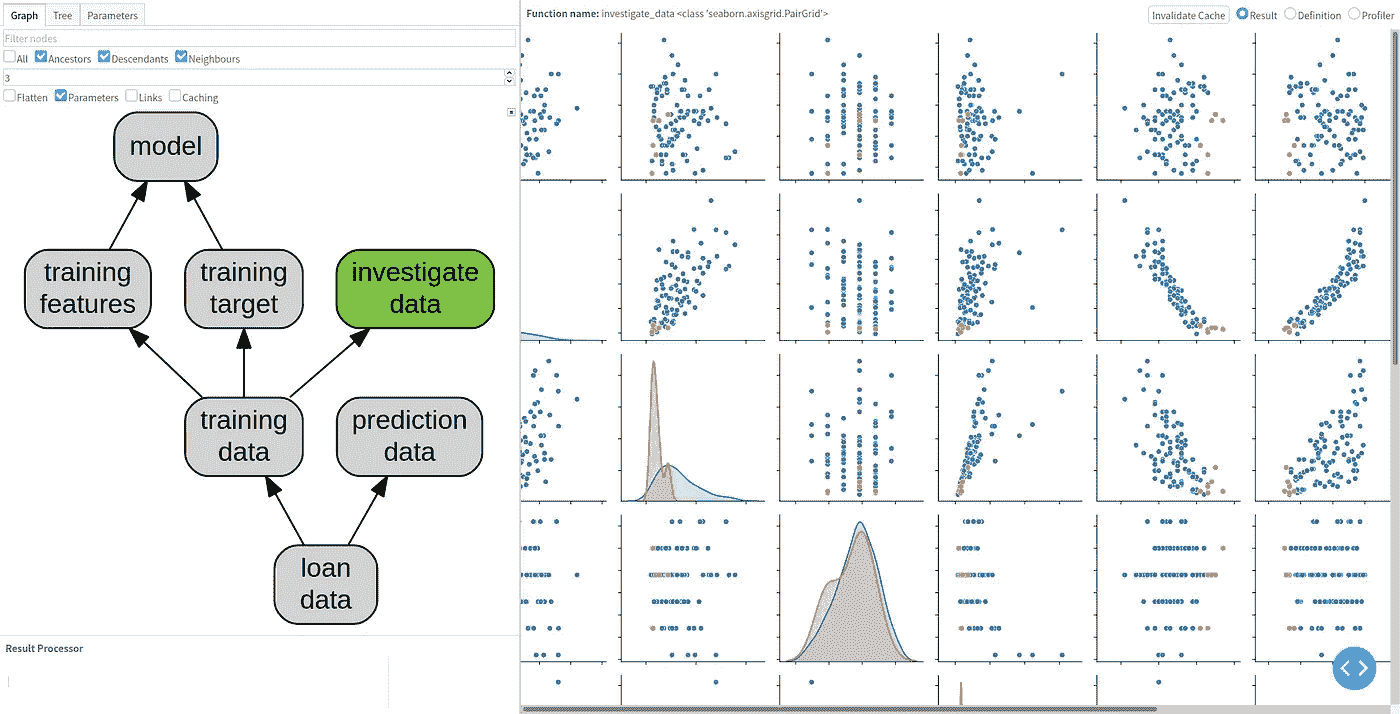 Graph Tree Parameters
Filter nodes
All Ancestors Descendants Neighbours
3
Flatten Parameters Links Caching
model
training
features
training
target
investigate
data
training
data
prediction
data
loan
data
Result Processor
Function name: investigate_data <class 'seaborn.axisgrid.PairGrid'>
Invalidate Cache Result Definition Profiler